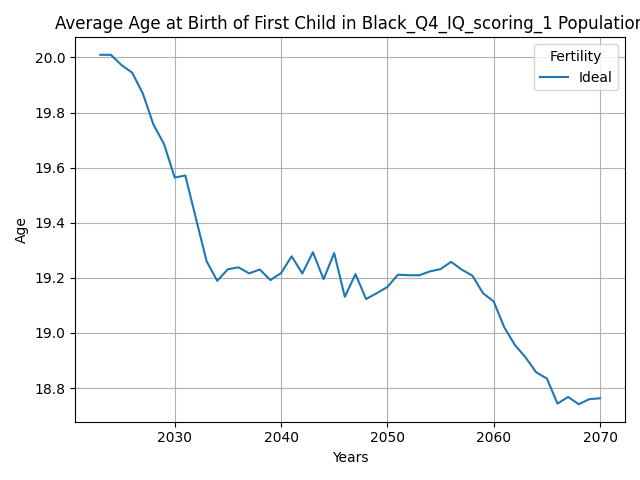 Average Age at Birth of First Child in Black_Q4_IQ_scoring_1 Population
Fertility
Ideal
20.0
19.8
19.6
19.4
19.2
19.0
18.8
Age
2030 2040 2050 2060 2070
Years